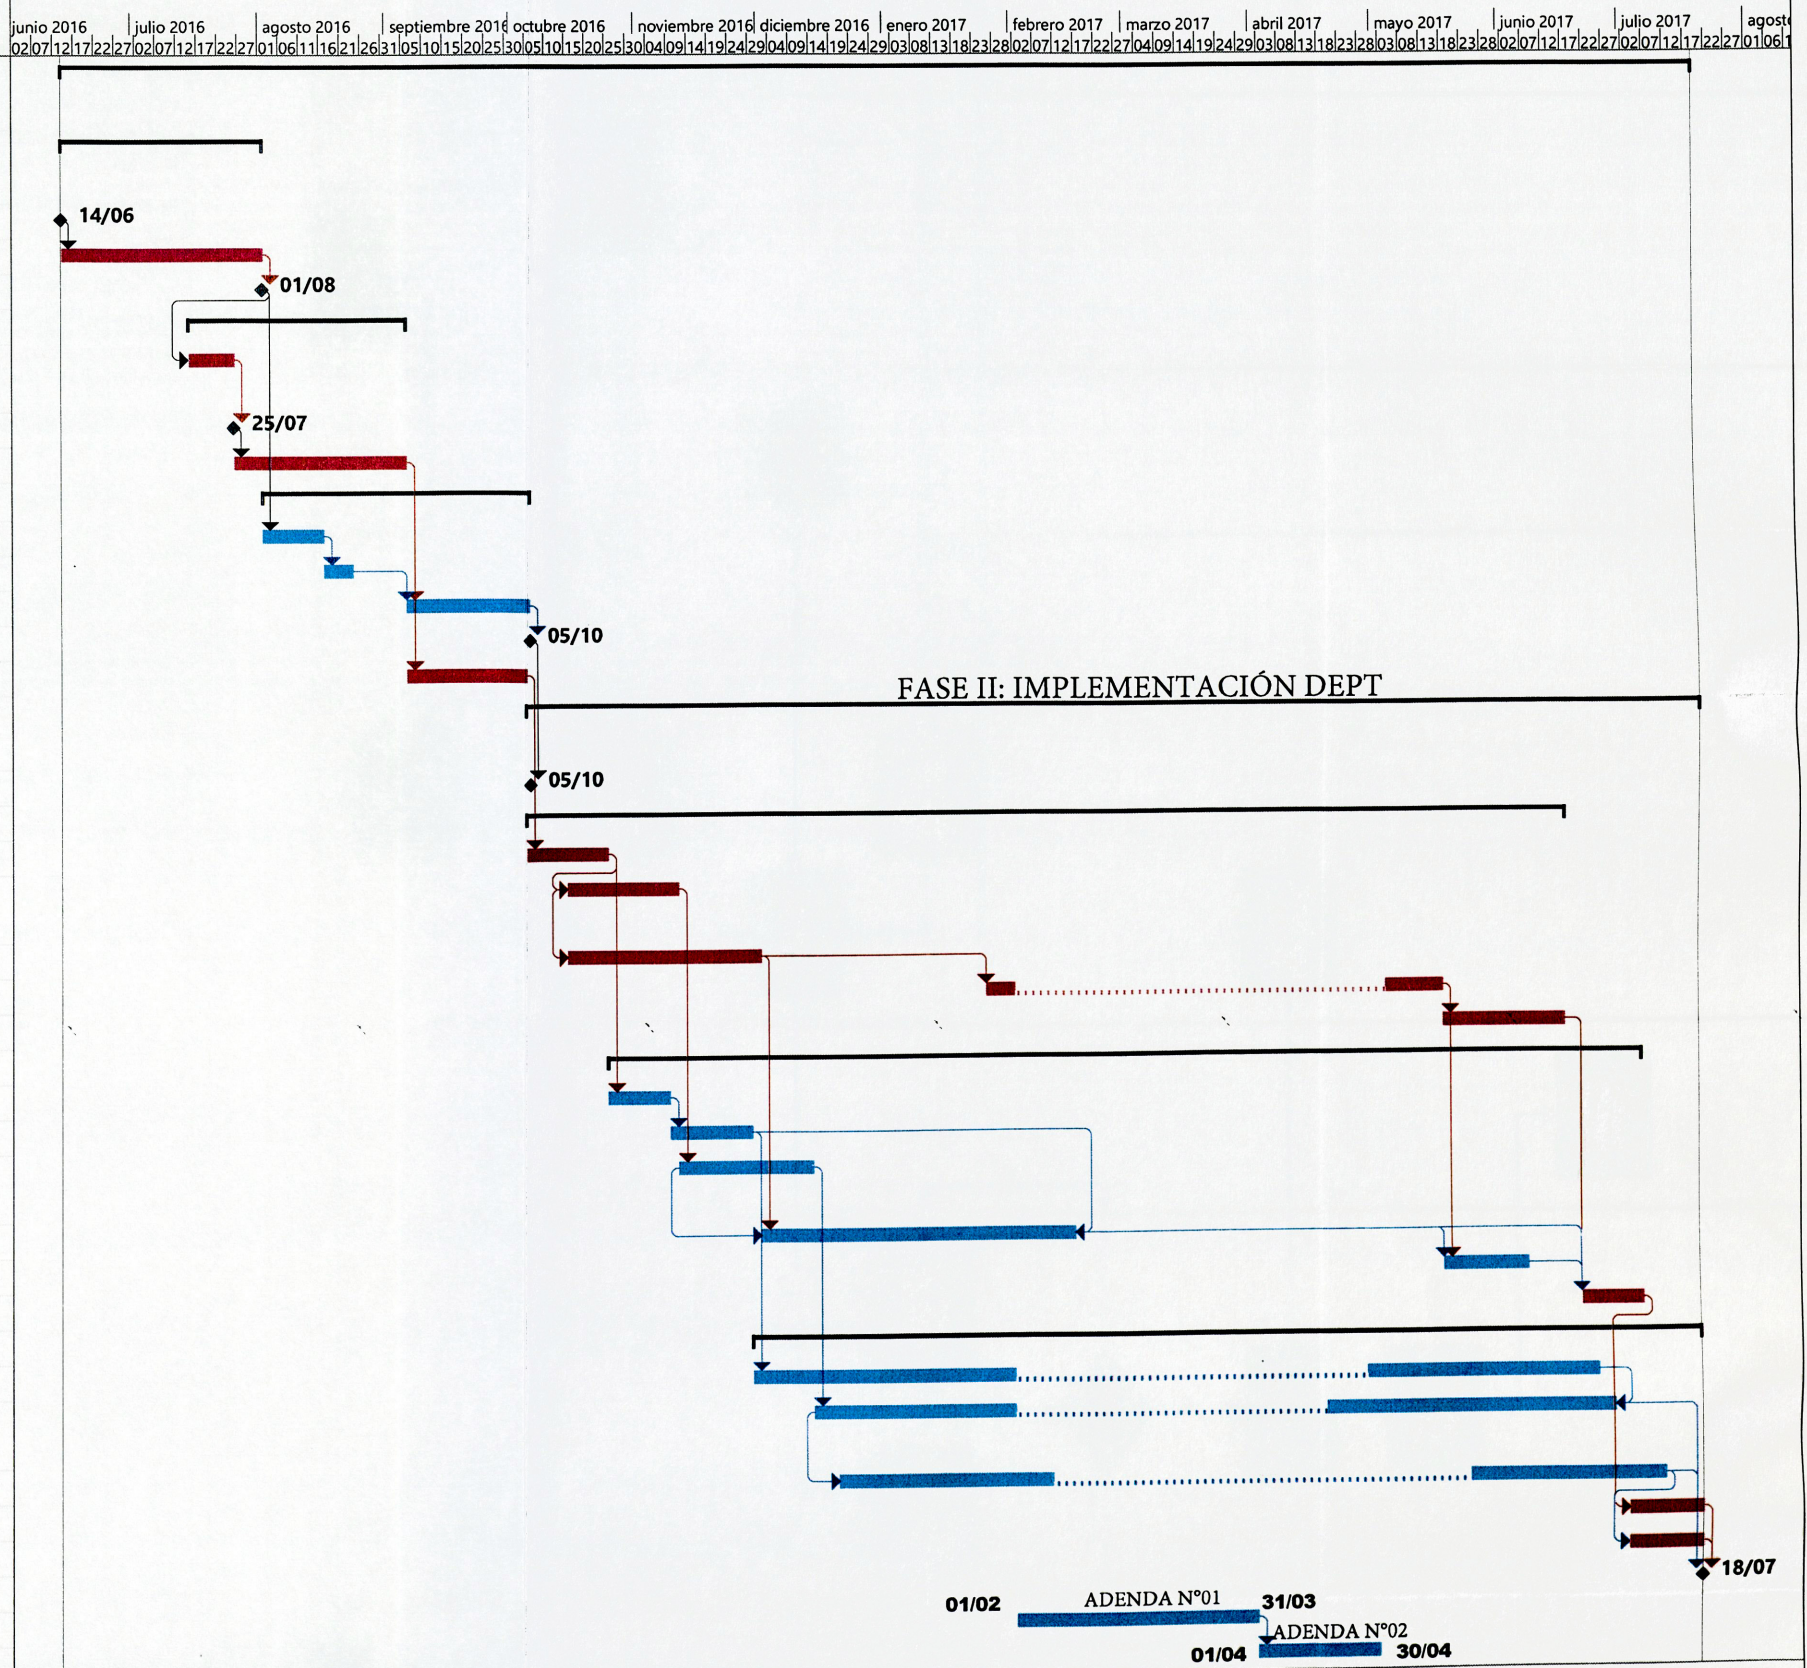 junio 2016 julio 2016 agosto 2016 septiembre 2016 octubre 2016 noviembre 2016 diciembre 2016 enero 2017 febrero 2017 marzo 2017 abril 2017 mayo 2017 junio 2017 julio 2017 agosto
02 07 12 17 22 27 02 07 12 17 22 27 01 06 11 16 21 26 31 05 10 15 20 25 30 05 10 15 20 25 30 04 09 14 19 24 29 04 09 14 19 24 29 03 08 13 18 23 28 02 07 12 17 22 27 04 09 14 19 24 29 03 08 13 18 23 28 03 08 13 18 23 28 02 07 12 17 22 27 02 07 12 17 22 27 01 06
14/06
01/08
25/07
05/10
FASE II: IMPLEMENTACIÓN DEPT
05/10
18/07
01/02 ADENDA N°01 31/03
ADENDA N°02
01/04 30/04